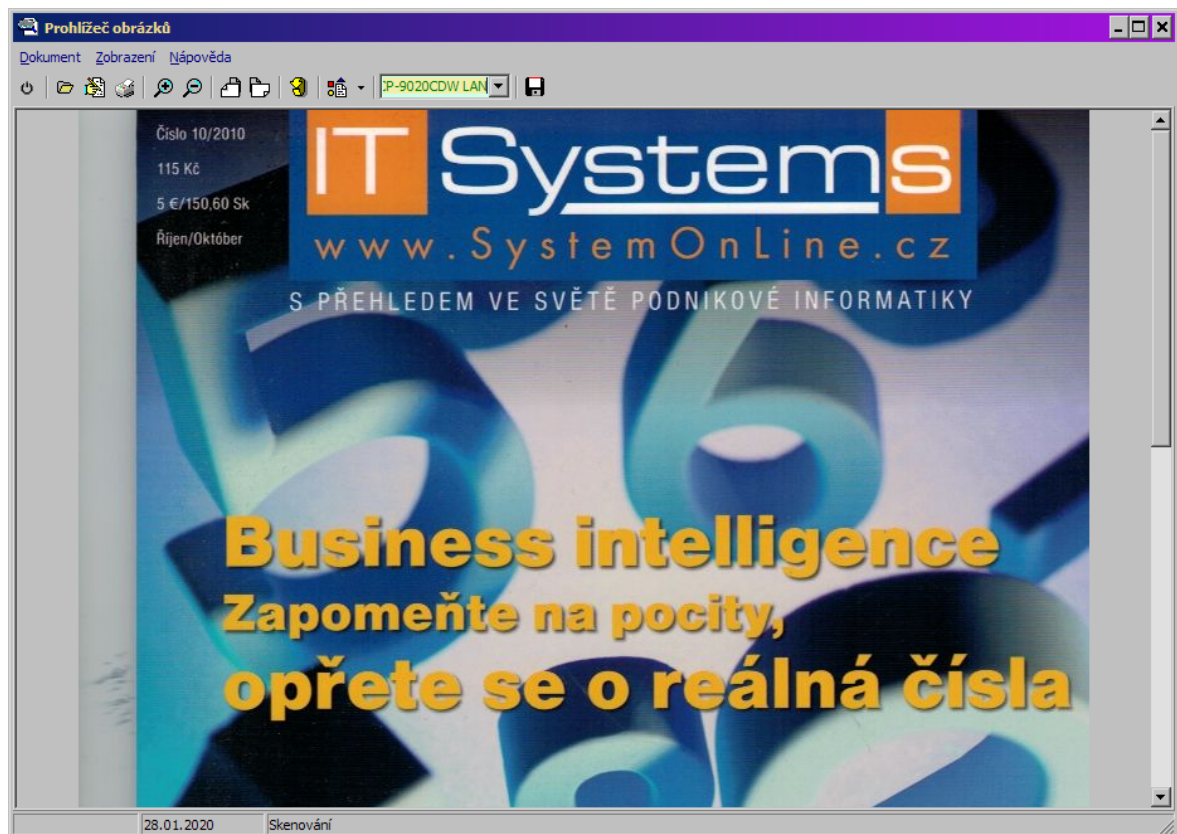 Prohlížeč obrázků
Dokument Zobrazení Nápověda
CP-9020CDW LAN
Číslo 10/2010
115 Kč
5 €/150,60 Sk
Říjen/Október
IT Systems
www.SystemOnLine.cz
S PŘEHLEDEM VE SVĚTĚ PODNIKOVÉ INFORMATIKY
Business intelligence
Zapomeňte na pocity,
opřete se o reálná čísla
28.01.2020 Skenování